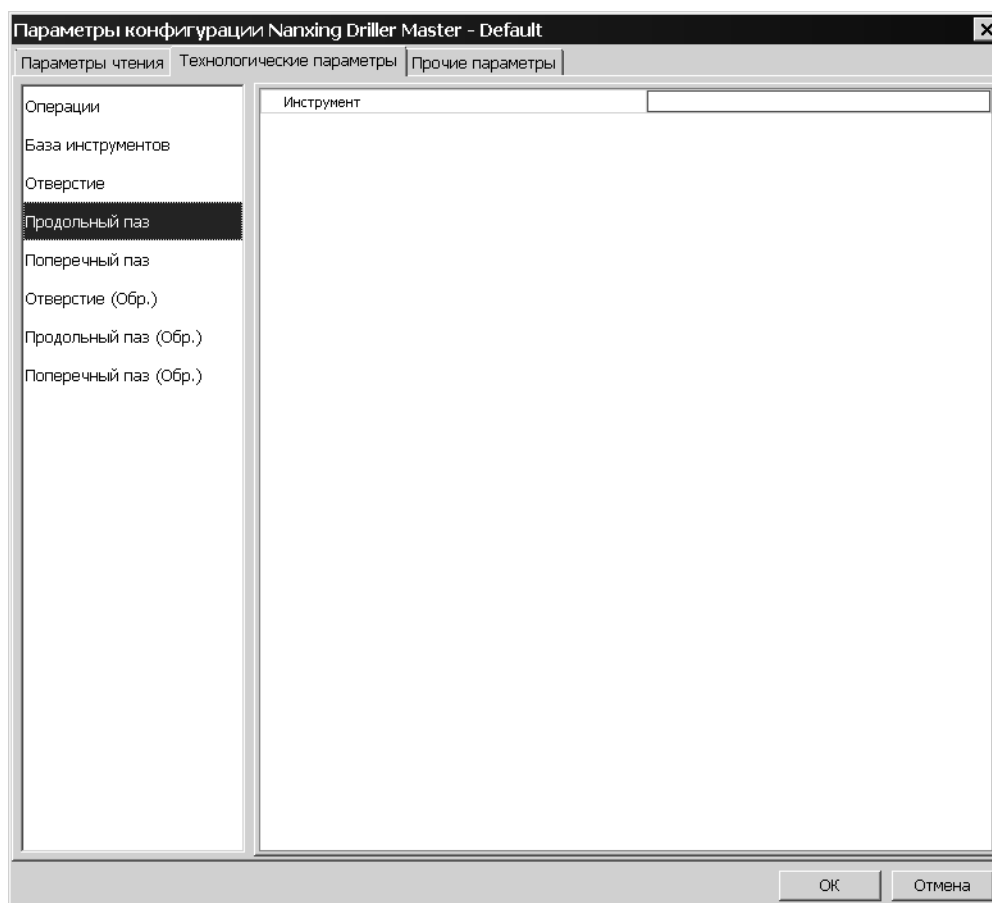 Параметры конфигурации Nanxing Driller Master - Default
Параметры чтения Технологические параметры Прочие параметры
Операции
База инструментов
Отверстие
Продольный паз
Поперечный паз
Отверстие (Обр.)
Продольный паз (Обр.)
Поперечный паз (Обр.)
Инструмент
ОК Отмена